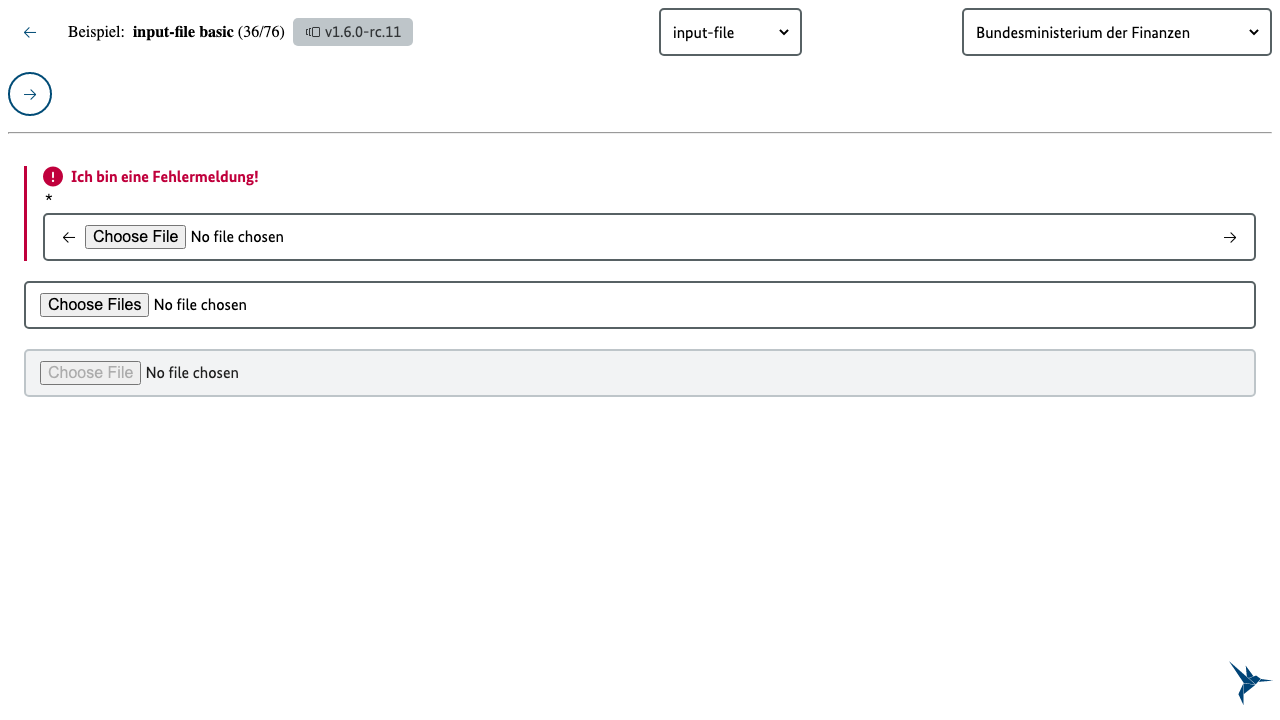 Beispiel: input-file basic (36/76) v1.6.0-rc.11 input-file Bundesministerium der Finanzen
Ich bin eine Fehlermeldung!
*
Choose File No file chosen
Choose Files No file chosen
Choose File No file chosen